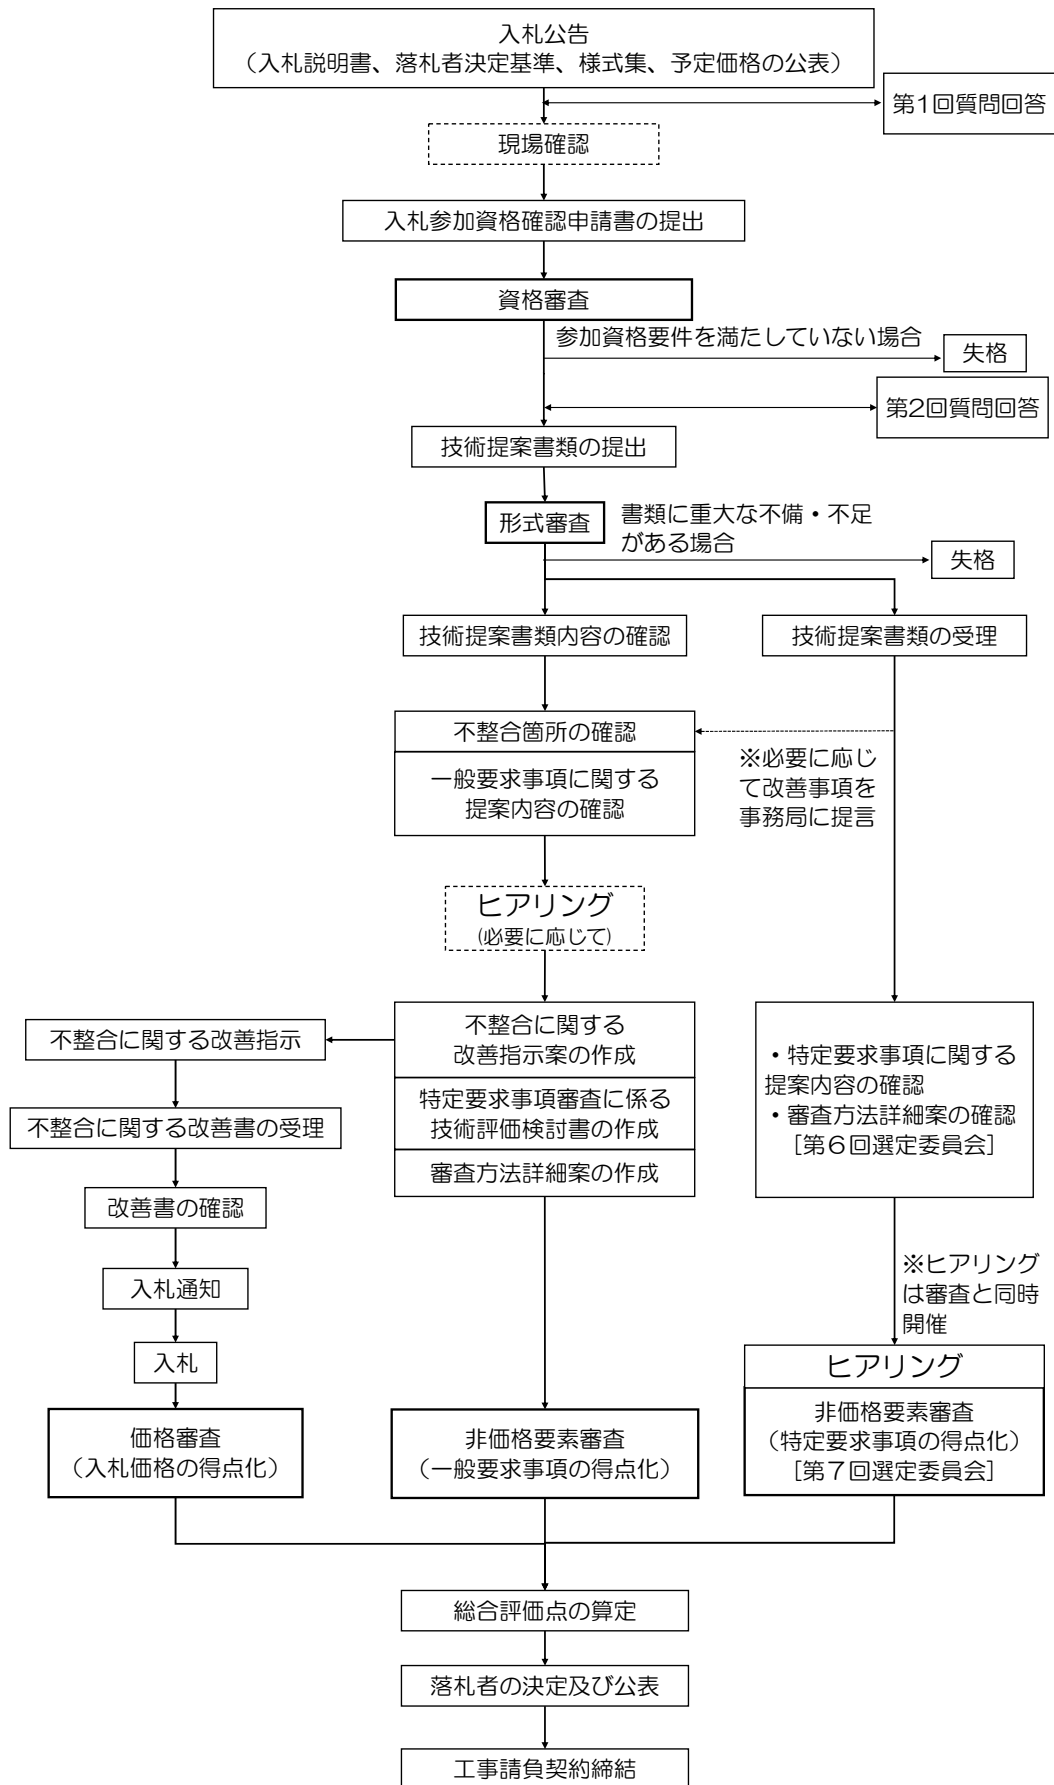 入札公告
（入札説明書、落札者決定基準、様式集、予定価格の公表）
第1回質問回答
現場確認
入札参加資格確認申請書の提出
資格審査
参加資格要件を満たしていない場合
失格
第2回質問回答
技術提案書類の提出
形式審査
書類に重大な不備・不足
がある場合
失格
技術提案書類内容の確認
技術提案書類の受理
不整合箇所の確認
一般要求事項に関する
提案内容の確認
※必要に応じ
て改善事項を
事務局に提言
ヒアリング
(必要に応じて)
不整合に関する改善指示
不整合に関する
改善指示案の作成
特定要求事項審査に係る
技術評価検討書の作成
審査方法詳細案の作成
・特定要求事項に関する
提案内容の確認
・審査方法詳細案の確認
[第６回選定委員会]
不整合に関する改善書の受理
改善書の確認
入札通知
入札
※ヒアリング
は審査と同時
開催
ヒアリング
価格審査
（入札価格の得点化）
非価格要素審査
（一般要求事項の得点化）
非価格要素審査
（特定要求事項の得点化）
[第７回選定委員会]
総合評価点の算定
落札者の決定及び公表
工事請負契約締結